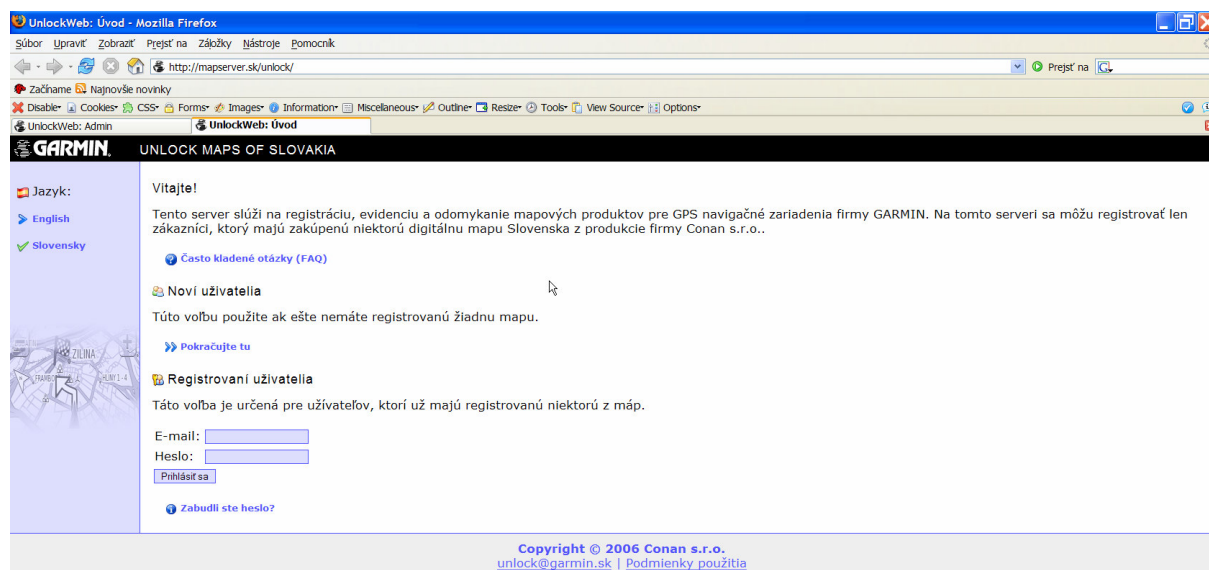 UnlockWeb: Úvod - Mozilla Firefox
Súbor Upraviť Zobraziť Prejsť na Záložky Nástroje Pomocník
http://mapserver.sk/unlock/ Prejsť na
Začíname Najnovšie novinky
Disable Cookies CSS Forms Images Information Miscellaneous Outline Resize Tools View Source Options
UnlockWeb: Admin UnlockWeb: Úvod
GARMIN. UNLOCK MAPS OF SLOVAKIA
Jazyk:
English
Slovensky
ZILINA
HLINY 1-4
Vitajte!
Tento server slúži na registráciu, evidenciu a odomykanie mapových produktov pre GPS navigačné zariadenia firmy GARMIN. Na tomto serveri sa môžu registrovať len
zákazníci, ktorý majú zakúpenú niektorú digitálnu mapu Slovenska z produkcie firmy Conan s.r.o..
Často kladené otázky (FAQ)
Noví uživatelia
Túto voľbu použite ak ešte nemáte registrovanú žiadnu mapu.
Pokračujte tu
Registrovaní uživatelia
Táto voľba je určená pre užívateľov, ktorí už majú registrovanú niektorú z máp.
E-mail:
Heslo:
Prihlásiť sa
Zabudli ste heslo?
Copyright © 2006 Conan s.r.o.
unlock@garmin.sk | Podmienky použitia